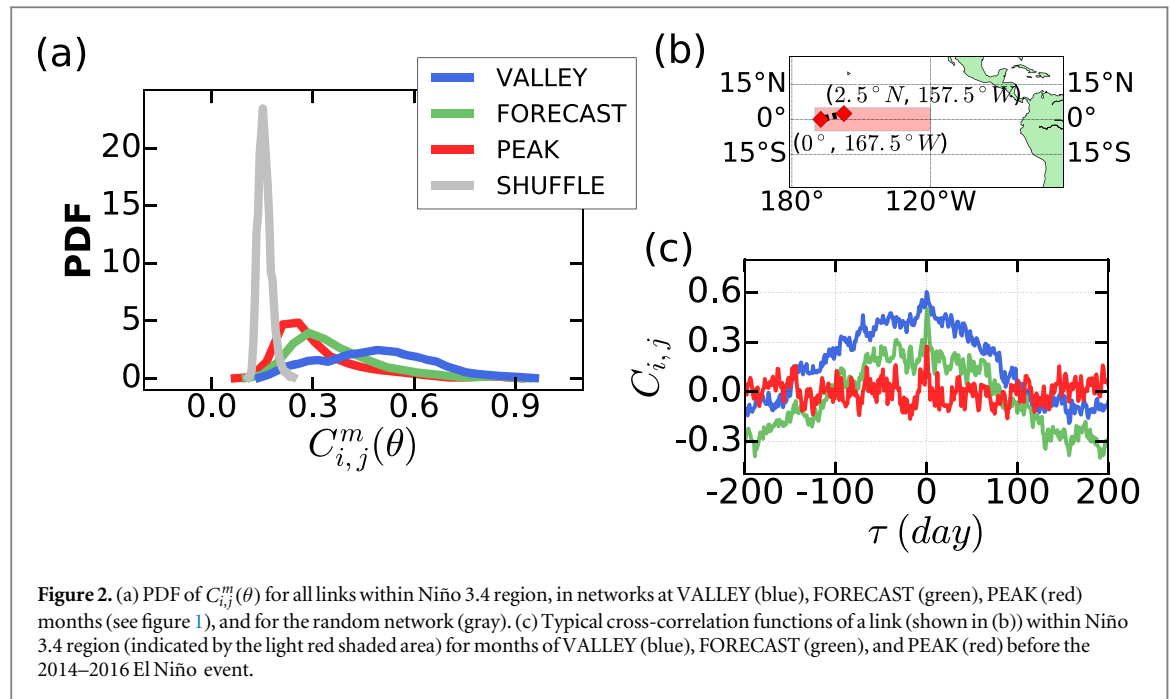 (a)
VALLEY
FORECAST
PEAK
SHUFFLE
PDF
20
15
10
5
0
0.0 0.3 0.6 0.9
C^m_{i,j}(θ)
(b)
15°N 15°N
(2.5°N, 157.5°W)
0° 0°
(0°, 167.5°W)
15°S 15°S
180° 120°W
(c)
0.6
0.3
0.0
-0.3
C_{i,j}
-200 -100 0 100 200
τ (day)
Figure 2. (a) PDF of C^m_{i,j}(θ) for all links within Niño 3.4 region, in networks at VALLEY (blue), FORECAST (green), PEAK (red)
months (see figure 1), and for the random network (gray). (c) Typical cross-correlation functions of a link (shown in (b)) within Niño
3.4 region (indicated by the light red shaded area) for months of VALLEY (blue), FORECAST (green), and PEAK (red) before the
2014–2016 El Niño event.